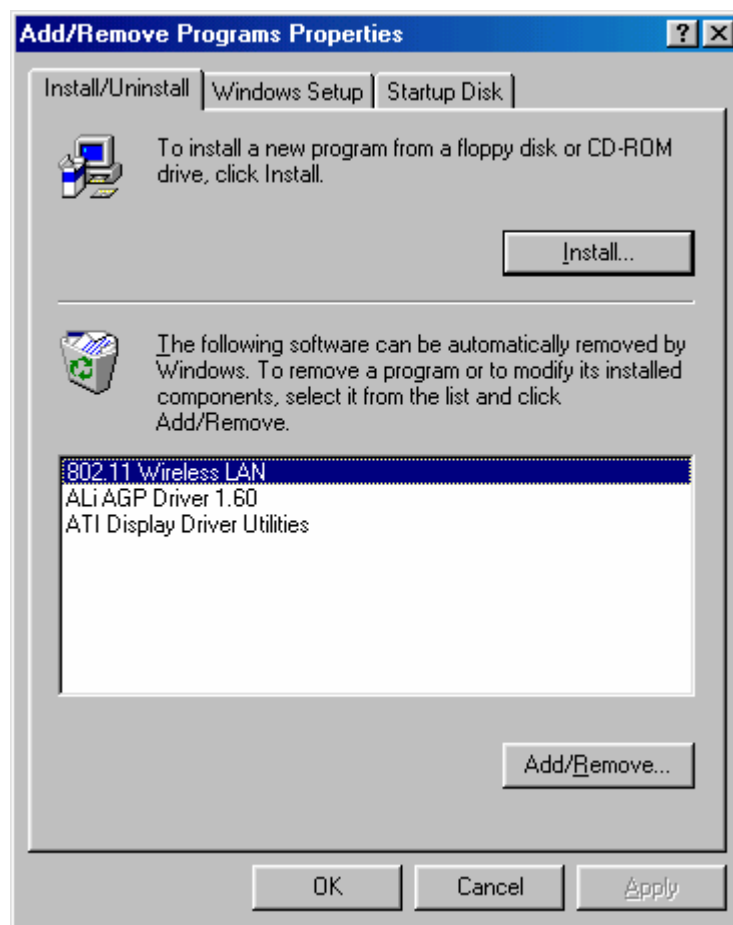 Add/Remove Programs Properties
Install/Uninstall
Windows Setup
Startup Disk
To install a new program from a floppy disk or CD-ROM
drive, click Install.
Install...
The following software can be automatically removed by
Windows. To remove a program or to modify its installed
components, select it from the list and click
Add/Remove.
802.11 Wireless LAN
ALi AGP Driver 1.60
ATI Display Driver Utilities
Add/Remove...
OK
Cancel
Apply